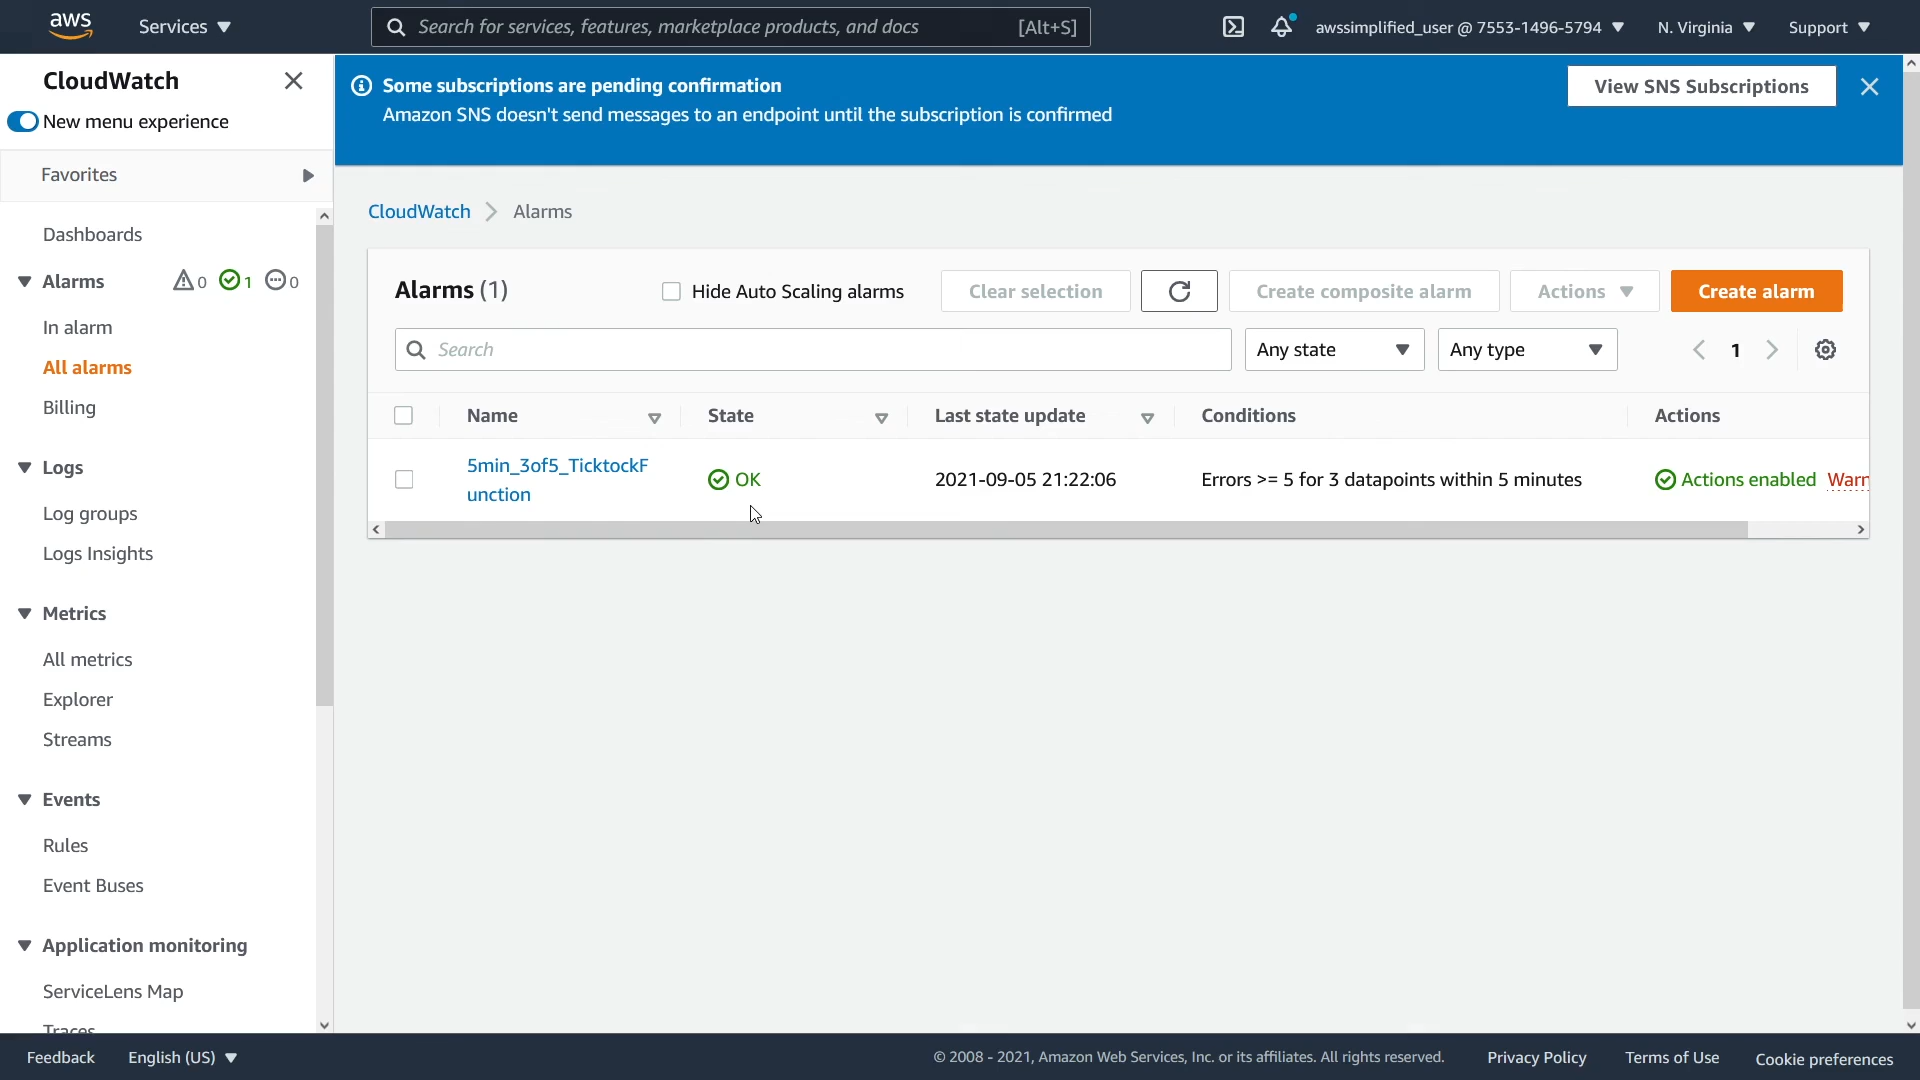 aws
Services
Search for services, features, marketplace products, and docs
[Alt+S]
awssimplified_user @ 7553-1496-5794
N. Virginia
Support
CloudWatch
New menu experience
Favorites
Dashboards
Alarms
0
1
0
In alarm
All alarms
Billing
Logs
Log groups
Logs Insights
Metrics
All metrics
Explorer
Streams
Events
Rules
Event Buses
Application monitoring
ServiceLens Map
Traces
Some subscriptions are pending confirmation
Amazon SNS doesn't send messages to an endpoint until the subscription is confirmed
View SNS Subscriptions
CloudWatch
Alarms
Alarms (1)
Hide Auto Scaling alarms
Clear selection
Create composite alarm
Actions
Create alarm
Search
Any state
Any type
1
Name
State
Last state update
Conditions
Actions
5min_3of5_TicktockF
unction
OK
2021-09-05 21:22:06
Errors >= 5 for 3 datapoints within 5 minutes
Actions enabled
Warn
Feedback
English (US)
© 2008 - 2021, Amazon Web Services, Inc. or its affiliates. All rights reserved.
Privacy Policy
Terms of Use
Cookie preferences